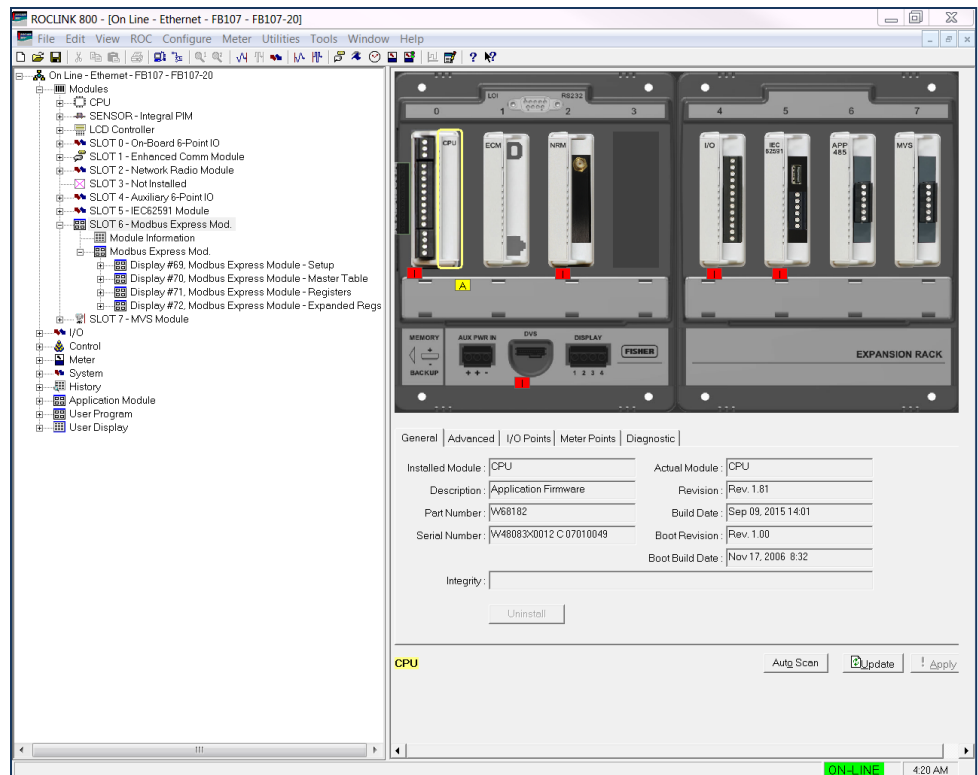 ROCLINK 800 - [On Line - Ethernet - FB107 - FB107-20]
File Edit View ROC Configure Meter Utilities Tools Window Help
On Line - Ethernet - FB107 - FB107-20
Modules
CPU
SENSOR - Integral PIM
LCD Controller
SLOT 0 - On-Board 6-Point IO
SLOT 1 - Enhanced Comm Module
SLOT 2 - Network Radio Module
SLOT 3 - Not Installed
SLOT 4 - Auxiliary 6-Point IO
SLOT 5 - IEC62591 Module
SLOT 6 - Modbus Express Mod.
Module Information
Modbus Express Mod.
Display #69, Modbus Express Module - Setup
Display #70, Modbus Express Module - Master Table
Display #71, Modbus Express Module - Registers
Display #72, Modbus Express Module - Expanded Regs
SLOT 7 - MVS Module
I/O
Control
Meter
System
History
Application Module
User Program
User Display
LOI RS232
0 1 2 3 4 5 6 7
CPU ECM NRM I/O IEC 62591 APP 485 MVS
D
I I I I
A
MEMORY BACKUP
AUX PWR IN
+ + -
DVS
I
DISPLAY
1 2 3 4
FISHER
EXPANSION RACK
General Advanced I/O Points Meter Points Diagnostic
Installed Module : CPU Actual Module : CPU
Description : Application Firmware Revision : Rev. 1.81
Part Number : W68182 Build Date : Sep 09, 2015 14:01
Serial Number : W48083X0012 C 07010049 Boot Revision : Rev. 1.00
Boot Build Date : Nov 17, 2006 8:32
Integrity :
Uninstall
CPU Auto Scan Update ! Apply
ON-LINE 4:20 AM